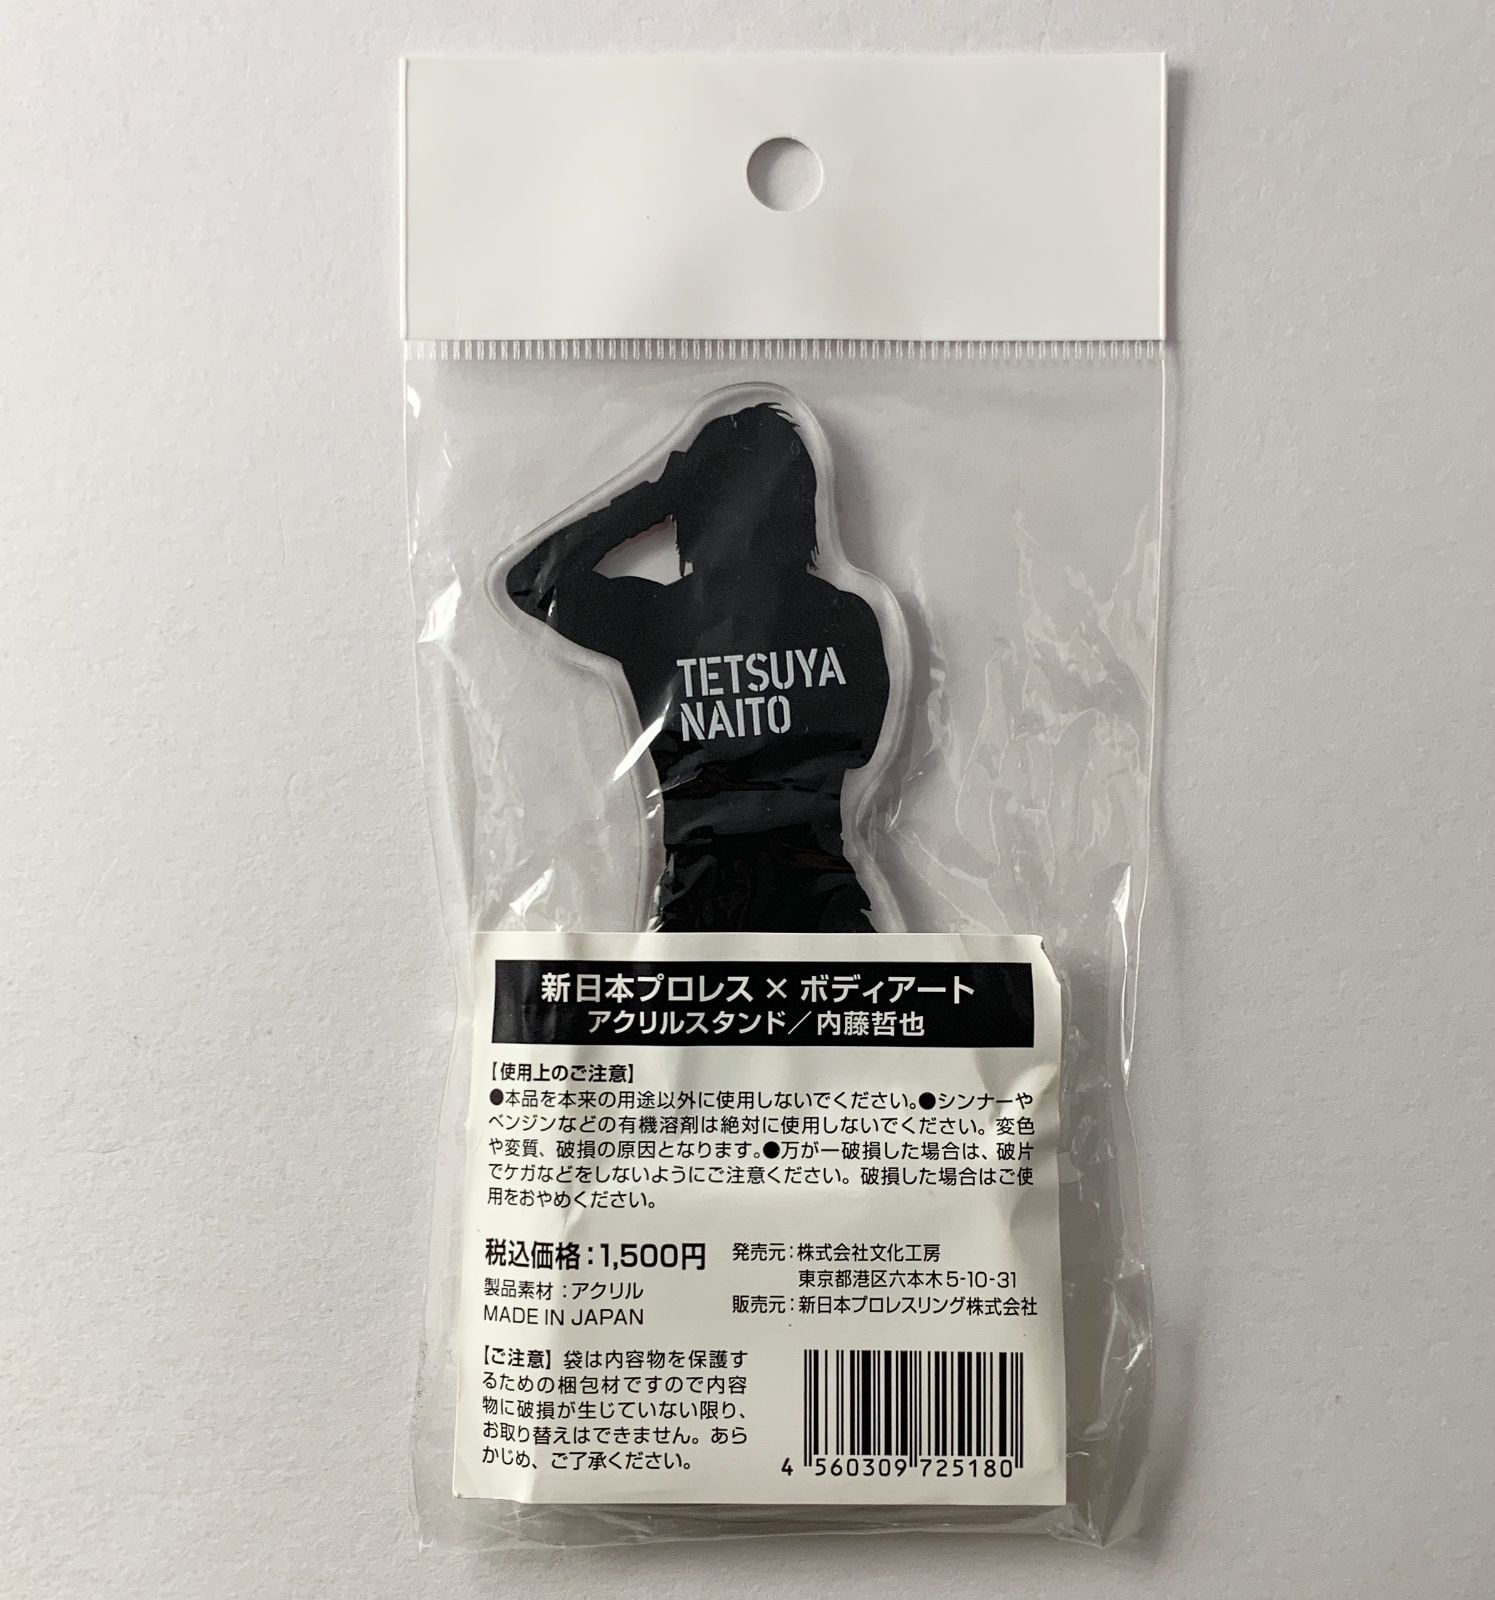 TETSUYA
NAITO
新日本プロレス×ボディアート
アクリルスタンド／内藤哲也
【使用上のご注意】
●本品を本来の用途以外に使用しないでください。●シンナーや
ベンジンなどの有機溶剤は絶対に使用しないでください。変色
や変質、破損の原因となります。●万が一破損した場合は、破片
でケガなどをしないようにご注意ください。破損した場合はご使
用をおやめください。
税込価格：1,500円
製品素材：アクリル
MADE IN JAPAN
発売元：株式会社文化工房
東京都港区六本木5-10-31
販売元：新日本プロレスリング株式会社
【ご注意】袋は内容物を保護す
るための梱包材ですので内容
物に破損が生じていない限り、
お取り替えはできません。あら
かじめ、ご了承ください。
4 560309 725180